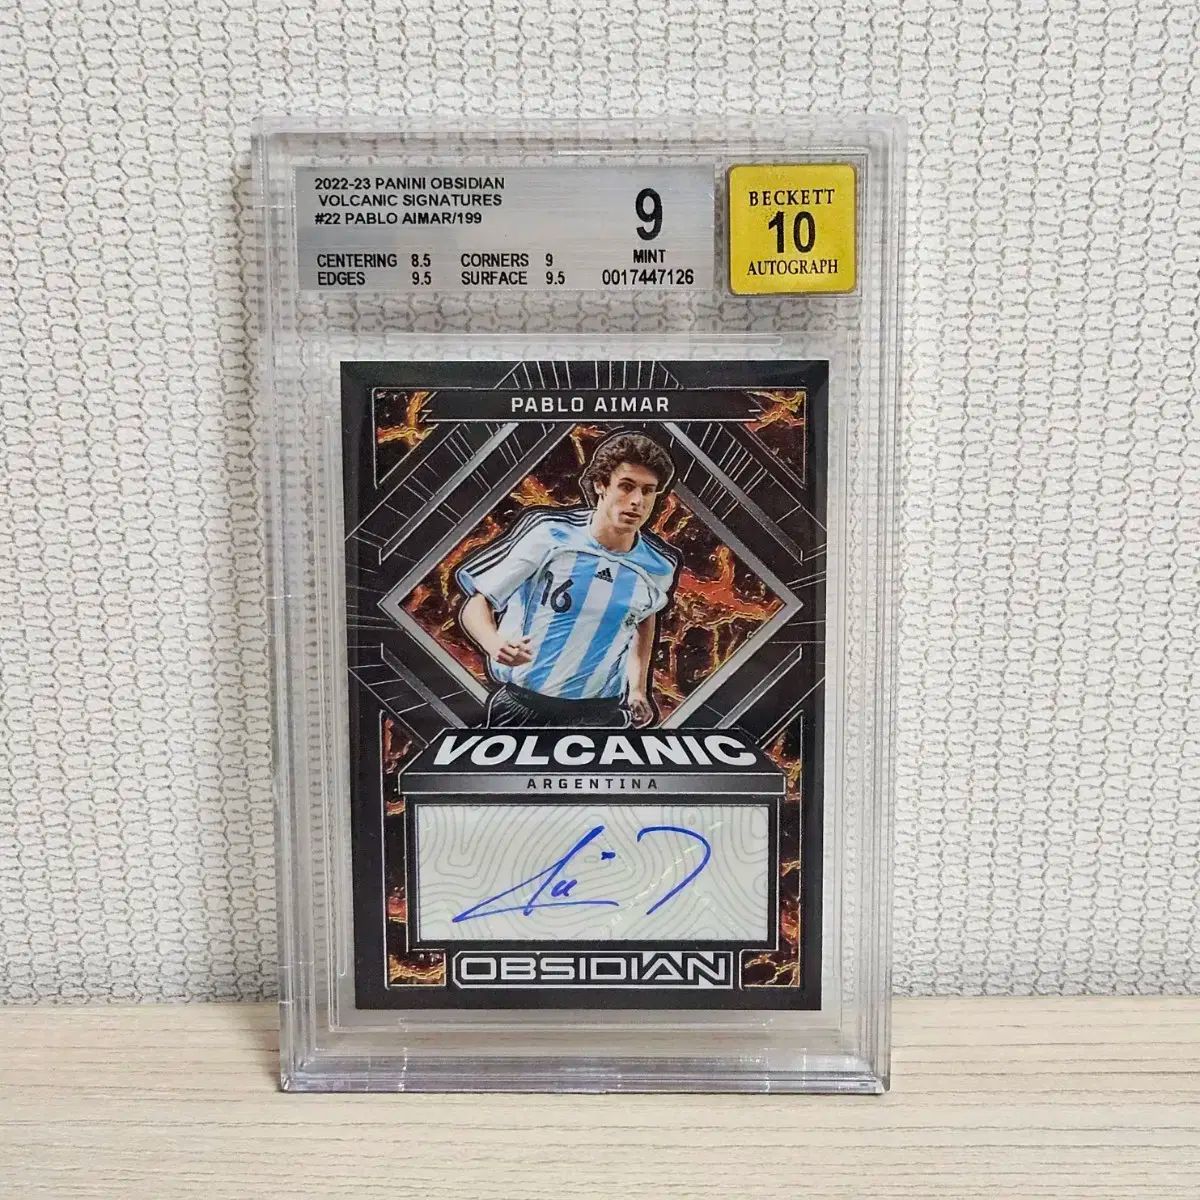 2022-23 PANINI OBSIDIAN
VOLCANIC SIGNATURES
#22 PABLO AIMAR/199
CENTERING 8.5 CORNERS 9
EDGES 9.5 SURFACE 9.5
9
MINT
0017447126
BECKETT
10
AUTOGRAPH
PABLO AIMAR
16
VOLCANIC
ARGENTINA
OBSIDIAN